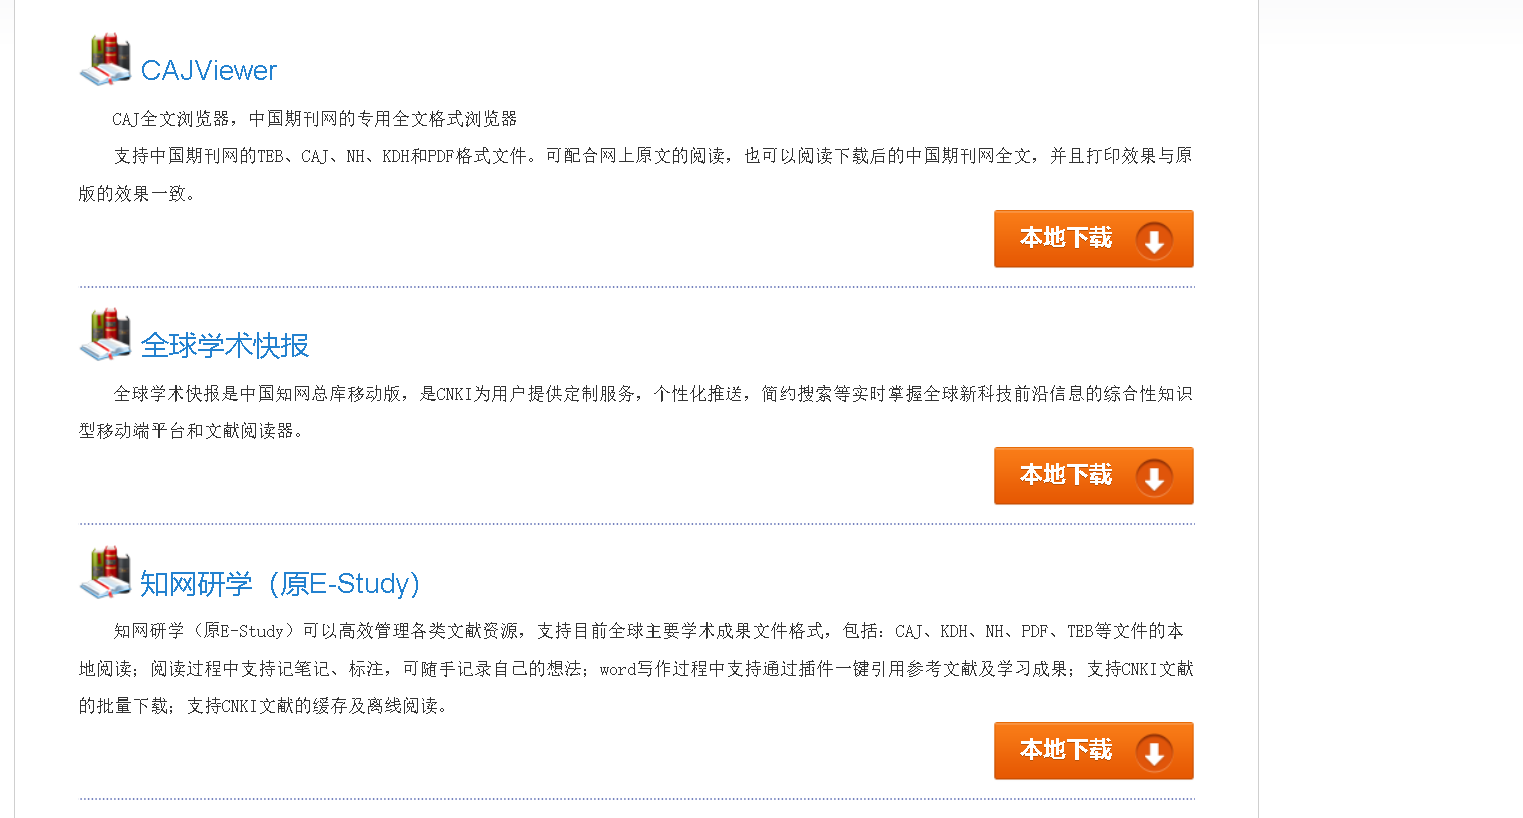 CAJViewer
CAJ全文浏览器，中国期刊网的专用全文格式浏览器
支持中国期刊网的TEB、CAJ、NH、KDH和PDF格式文件。可配合网上原文的阅读，也可以阅读下载后的中国期刊网全文，并且打印效果与原
版的效果一致。
本地下载
全球学术快报
全球学术快报是中国知网总库移动版，是CNKI为用户提供定制服务，个性化推送，简约搜索等实时掌握全球新科技前沿信息的综合性知识
型移动端平台和文献阅读器。
本地下载
知网研学（原E-Study）
知网研学（原E-Study）可以高效管理各类文献资源，支持目前全球主要学术成果文件格式，包括：CAJ、KDH、NH、PDF、TEB等文件的本
地阅读；阅读过程中支持记笔记、标注，可随手记录自己的想法；word写作过程中支持通过插件一键引用参考文献及学习成果；支持CNKI文献
的批量下载；支持CNKI文献的缓存及离线阅读。
本地下载